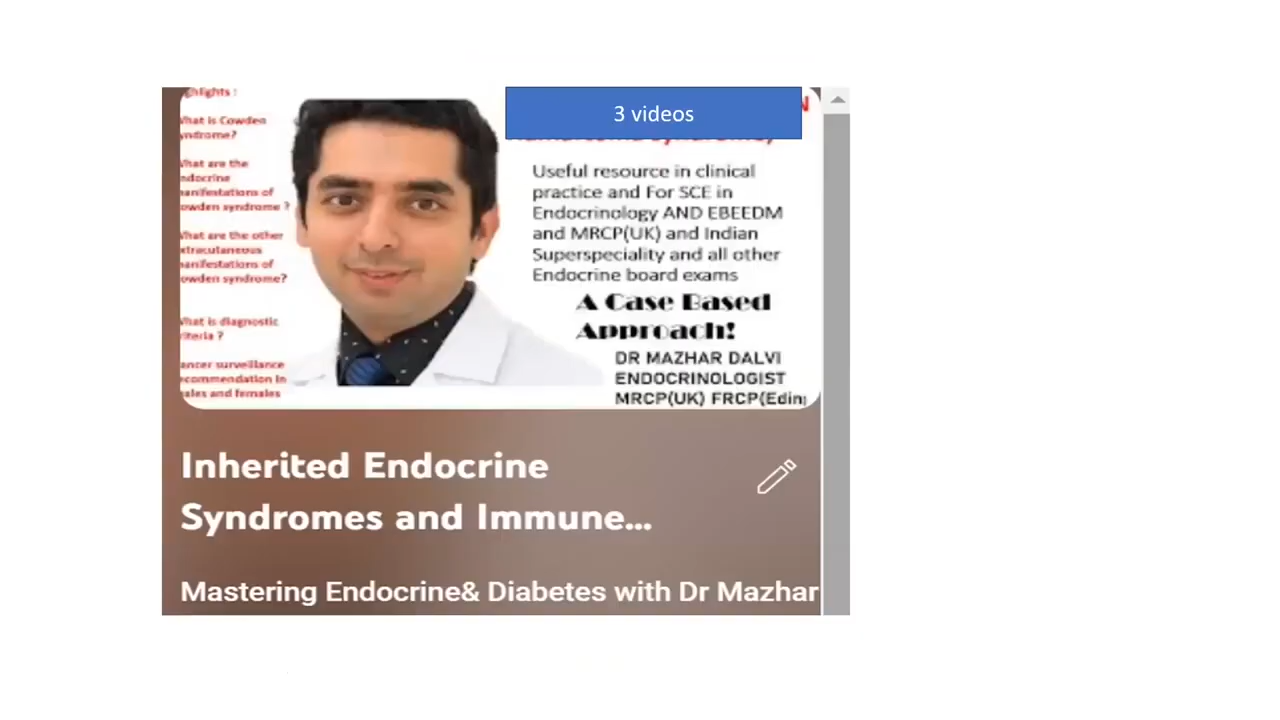 3 videos
N
ghlights :
hat is Cowden
yndrome?
hat are the
ndocrine
anifestations of
owden syndrome ?
hat are the other
xtracutaneous
anifestations of
owden syndrome?
hat is diagnostic
iteria ?
ancer surveillance
ecommendation in
ales and females
Useful resource in clinical
practice and For SCE in
Endocrinology AND EBEEDM
and MRCP(UK) and Indian
Superspeciality and all other
Endocrine board exams
A Case Based
Approach!
DR MAZHAR DALVI
ENDOCRINOLOGIST
MRCP(UK) FRCP(Edin
Inherited Endocrine
Syndromes and Immune...
Mastering Endocrine& Diabetes with Dr Mazhar